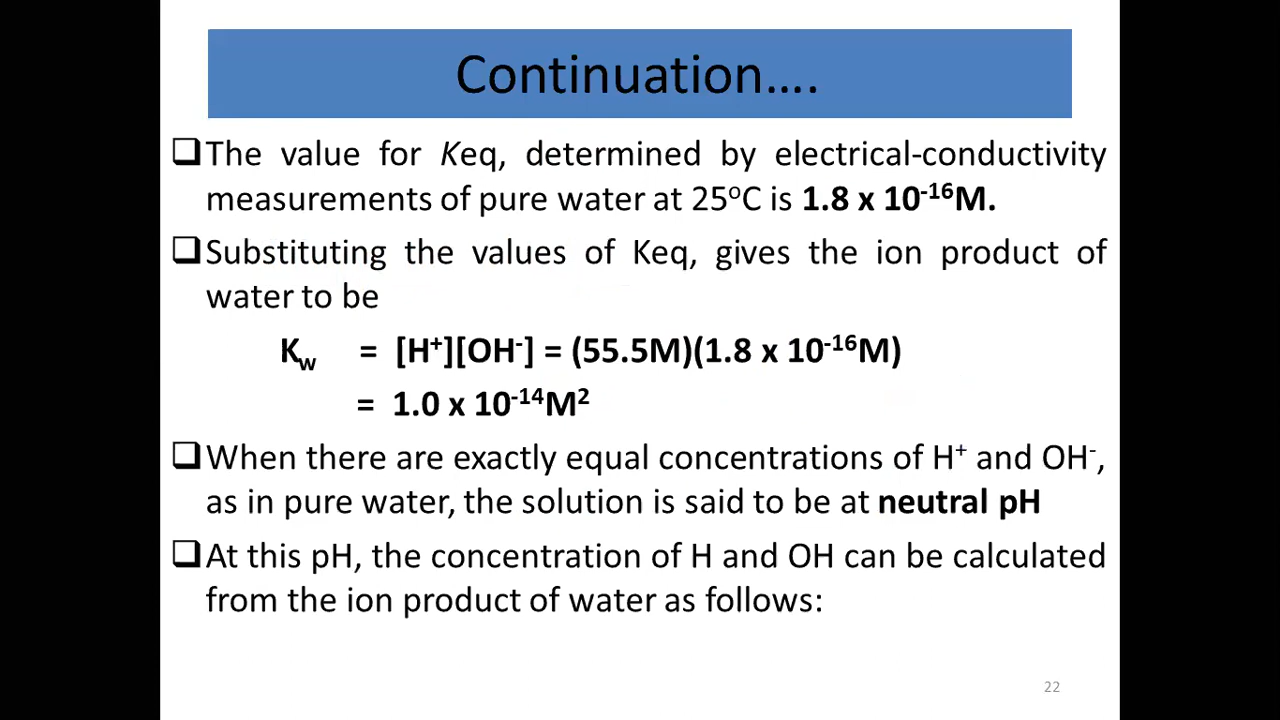 Continuation....
❑The value for Keq, determined by electrical-conductivity
measurements of pure water at 25⁰C is 1.8 x 10⁻¹⁶M.
❑Substituting the values of Keq, gives the ion product of
water to be
Kw = [H⁺][OH⁻] = (55.5M)(1.8 x 10⁻¹⁶M)
= 1.0 x 10⁻¹⁴M²
❑When there are exactly equal concentrations of H⁺ and OH⁻,
as in pure water, the solution is said to be at neutral pH
❑At this pH, the concentration of H and OH can be calculated
from the ion product of water as follows:
22